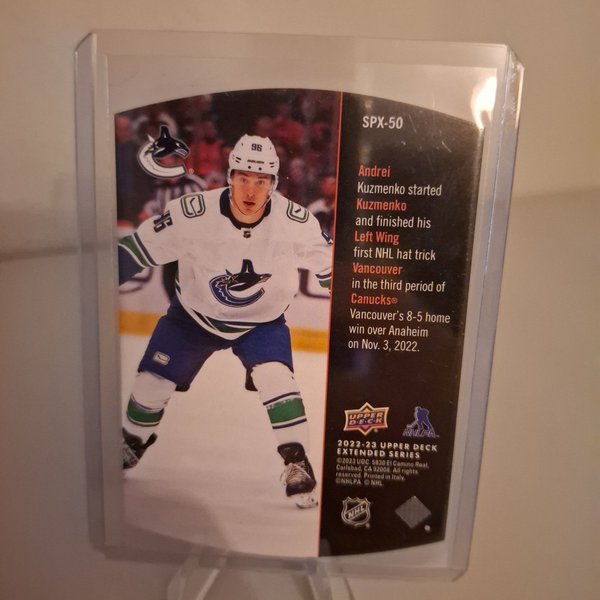 SPX-50
Andrei
Kuzmenko started
Kuzmenko
and finished his
Left Wing
first NHL hat trick
Vancouver
in the third period of
Canucks®
Vancouver's 8-5 home
win over Anaheim
on Nov. 3, 2022.
96
96
UPPER
DECK
NHLPA
2022-23 UPPER DECK
EXTENDED SERIES
©2023 UDC. 5830 El Camino Real,
Carlsbad, CA 92008. All rights
reserved. Printed in Italy.
©NHLPA © NHL
NHL